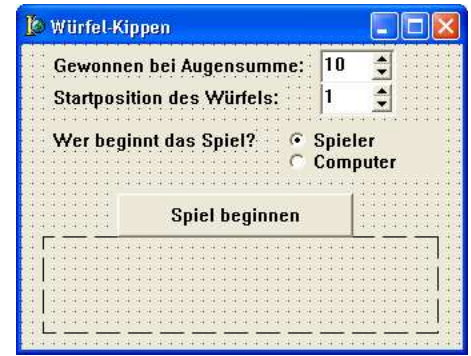 Würfel-Kippen
Gewonnen bei Augensumme: 10
Startposition des Würfels: 1
Wer beginnt das Spiel? Spieler
Computer
Spiel beginnen